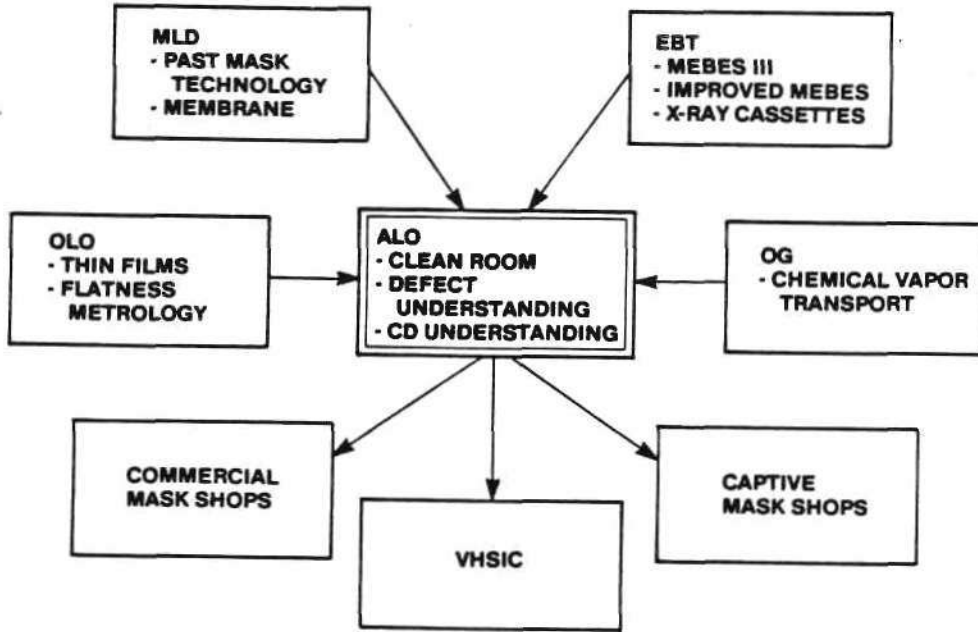 MLD
- PAST MASK
TECHNOLOGY
- MEMBRANE
EBT
- MEBES III
- IMPROVED MEBES
- X-RAY CASSETTES
OLO
- THIN FILMS
- FLATNESS
METROLOGY
ALO
- CLEAN ROOM
- DEFECT
UNDERSTANDING
- CD UNDERSTANDING
OG
- CHEMICAL VAPOR
TRANSPORT
COMMERCIAL
MASK SHOPS
VHSIC
CAPTIVE
MASK SHOPS